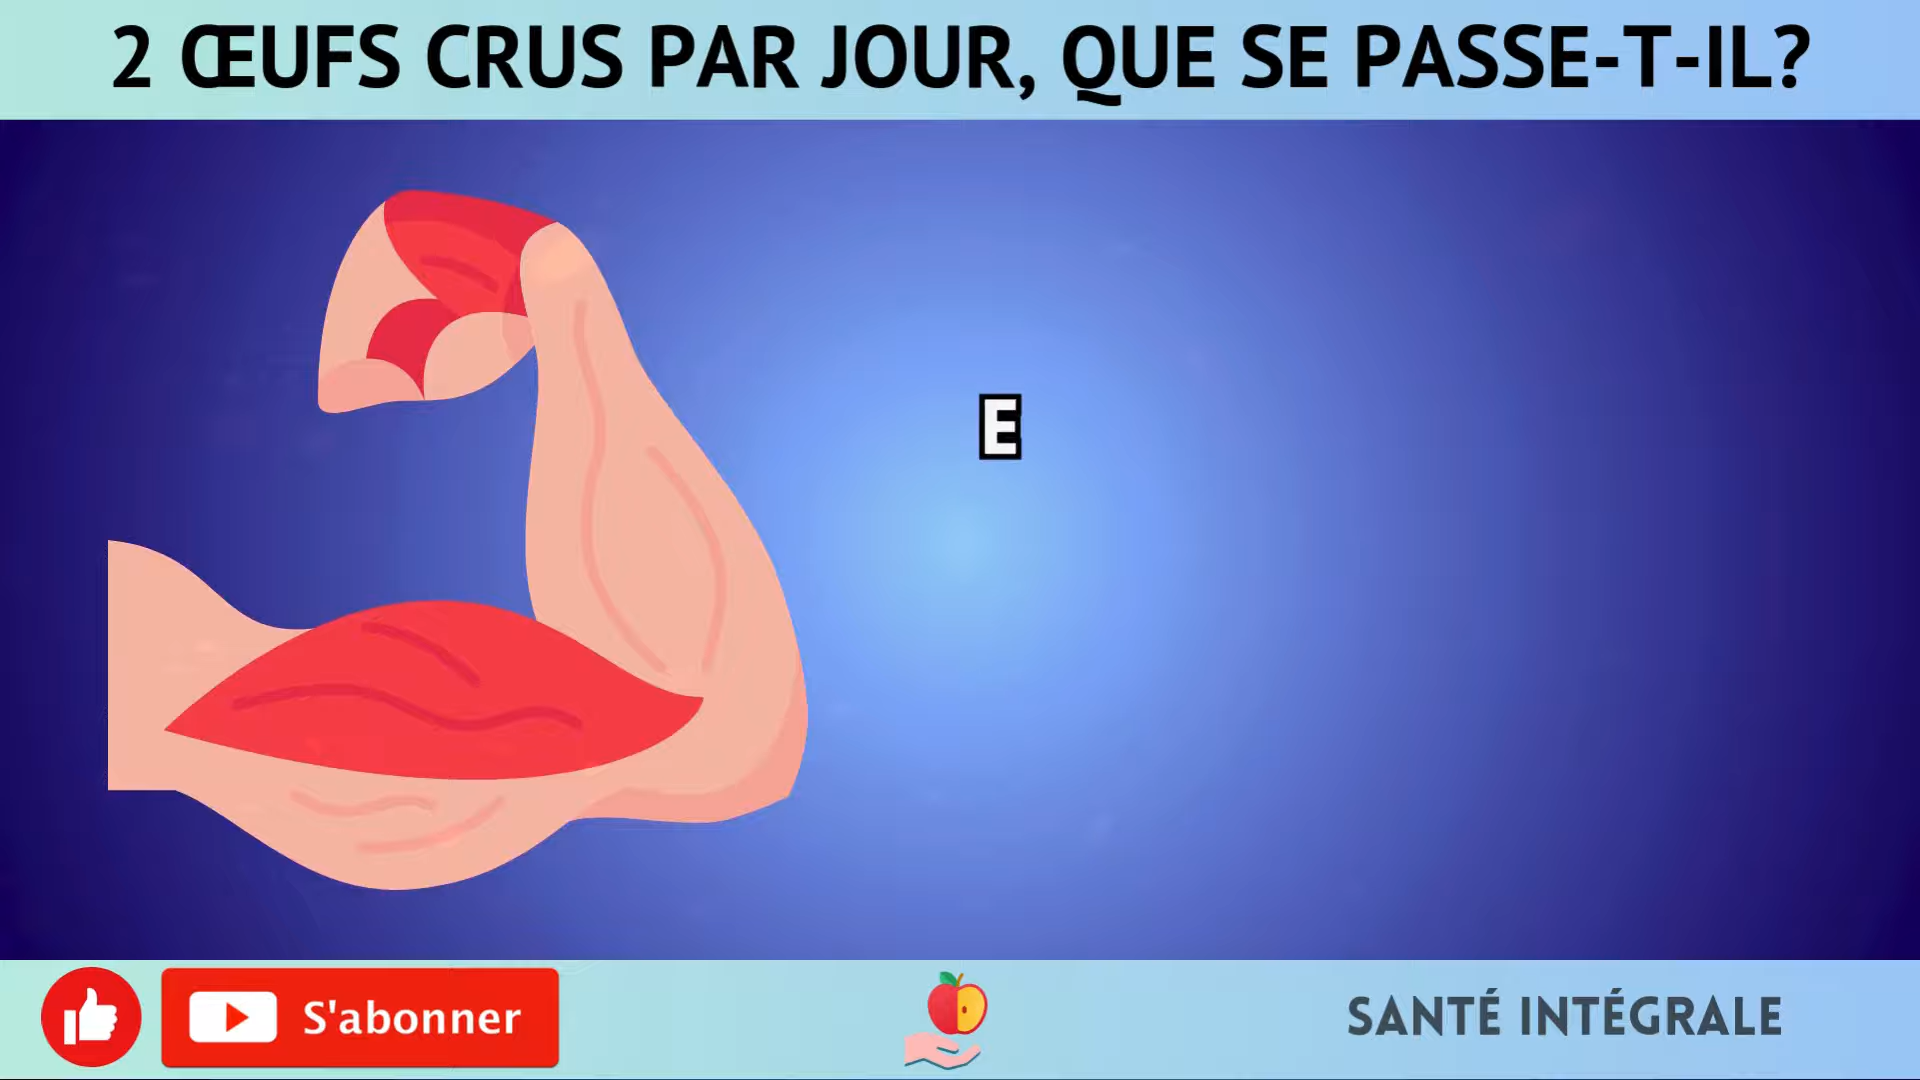 2 ŒUFS CRUS PAR JOUR, QUE SE PASSE-T-IL?
E
S'abonner
SANTÉ INTÉGRALE